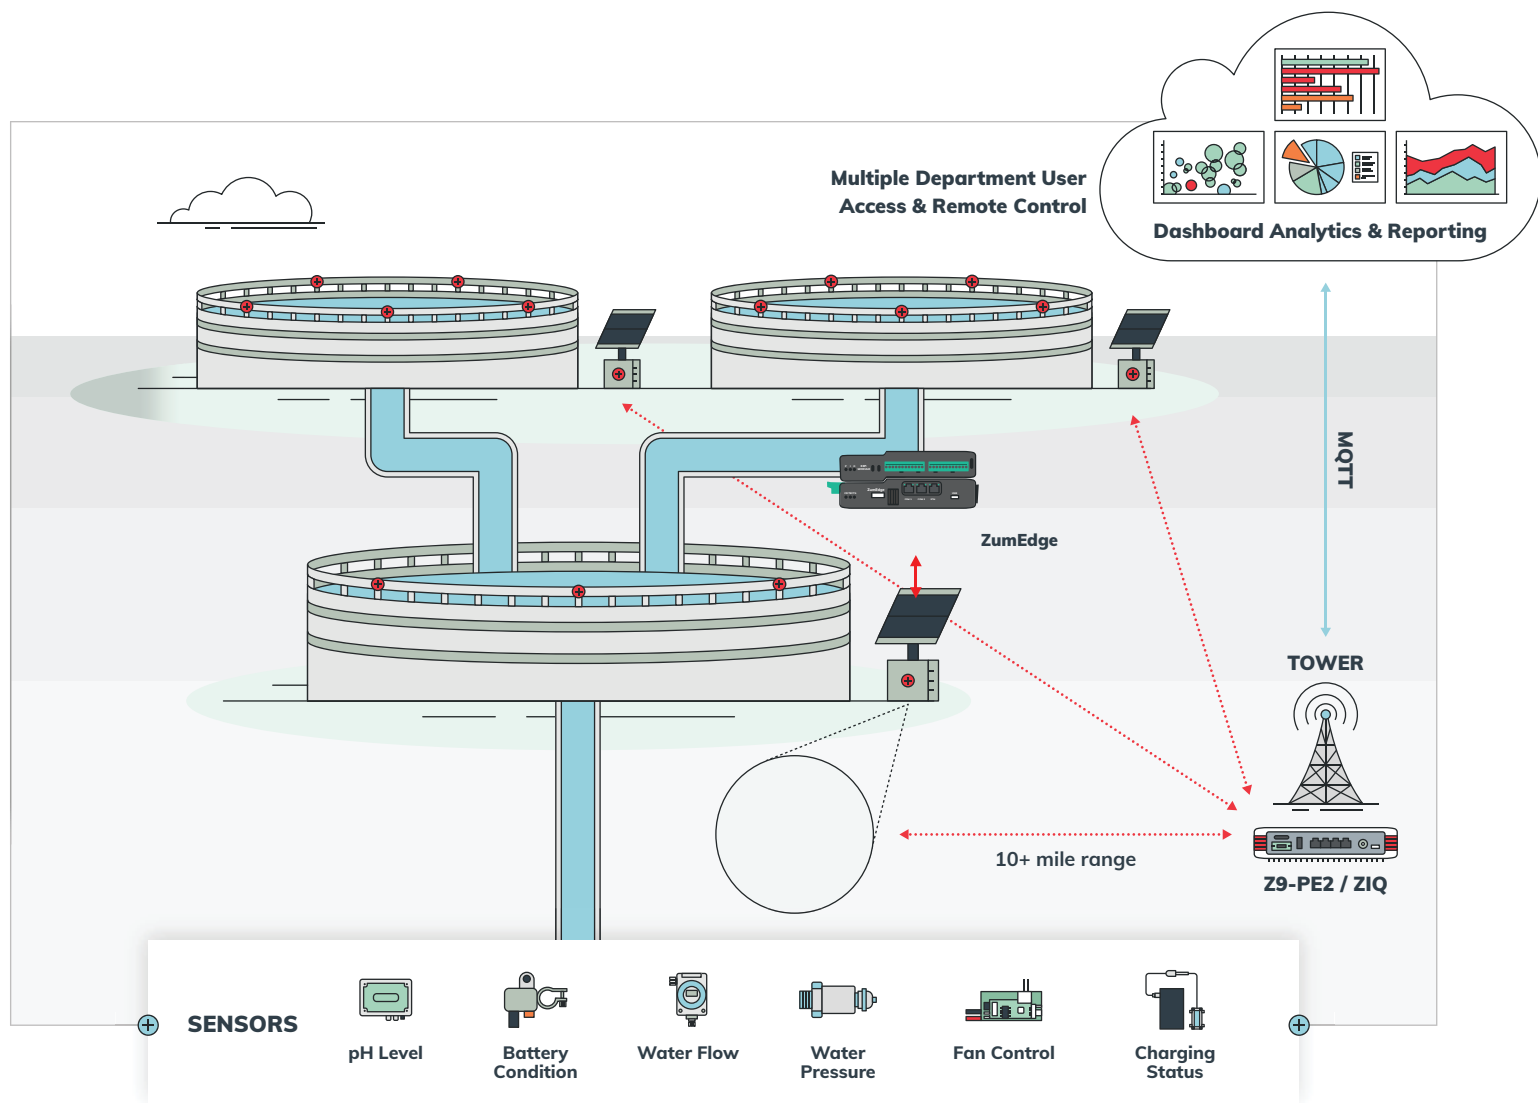 Multiple Department User
Access & Remote Control
Dashboard Analytics & Reporting
MQTT
ZumEdge
TOWER
10+ mile range
Z9-PE2 / ZIQ
SENSORS
pH Level
Battery
Condition
Water Flow
Water
Pressure
Fan Control
Charging
Status